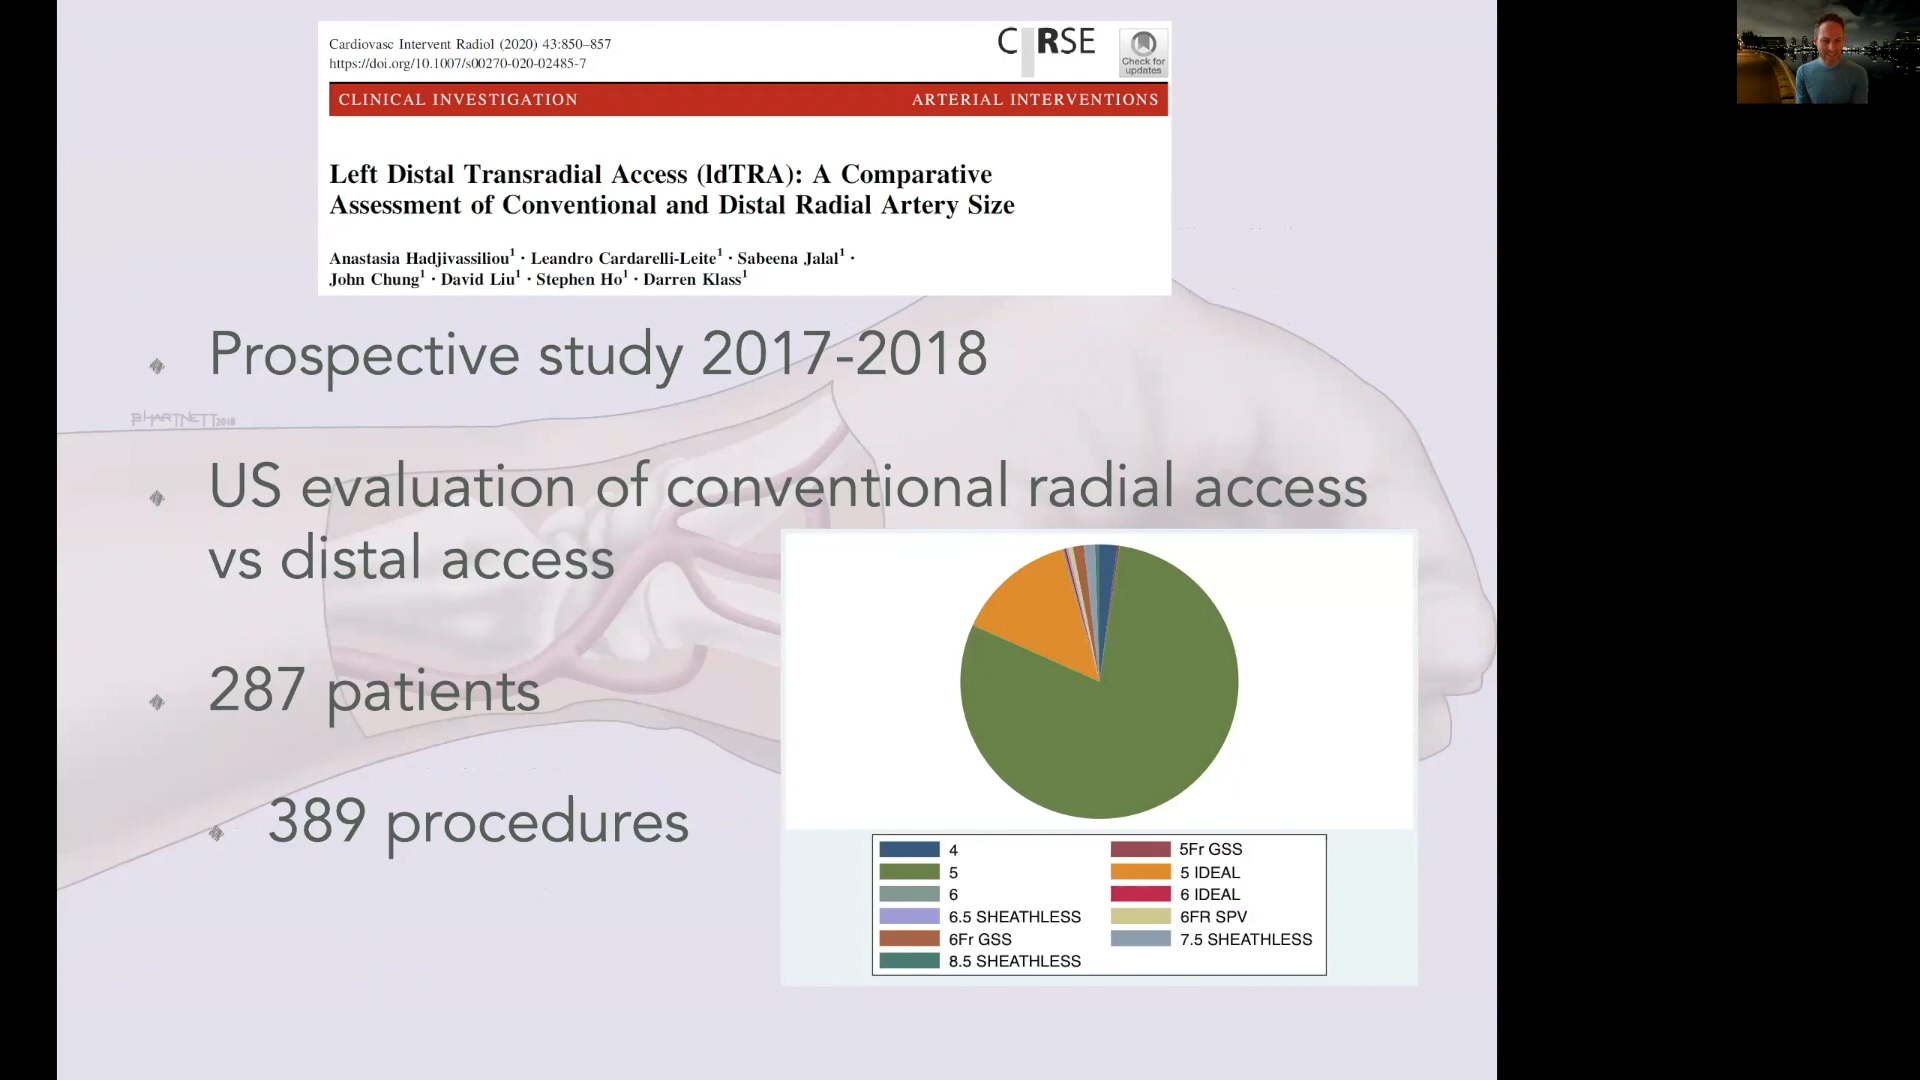 Cardiovasc Intervent Radiol (2020) 43:850–857
https://doi.org/10.1007/s00270-020-02485-7
CIRSE
Check for
updates
CLINICAL INVESTIGATION
ARTERIAL INTERVENTIONS
Left Distal Transradial Access (ldTRA): A Comparative
Assessment of Conventional and Distal Radial Artery Size
Anastasia Hadjivassiliou1 · Leandro Cardarelli-Leite1 · Sabeena Jalal1 ·
John Chung1 · David Liu1 · Stephen Ho1 · Darren Klass1
Prospective study 2017-2018
BHARTNETT 2018
US evaluation of conventional radial access
vs distal access
287 patients
389 procedures
4
5Fr GSS
5
5 IDEAL
6
6 IDEAL
6.5 SHEATHLESS
6FR SPV
6Fr GSS
7.5 SHEATHLESS
8.5 SHEATHLESS